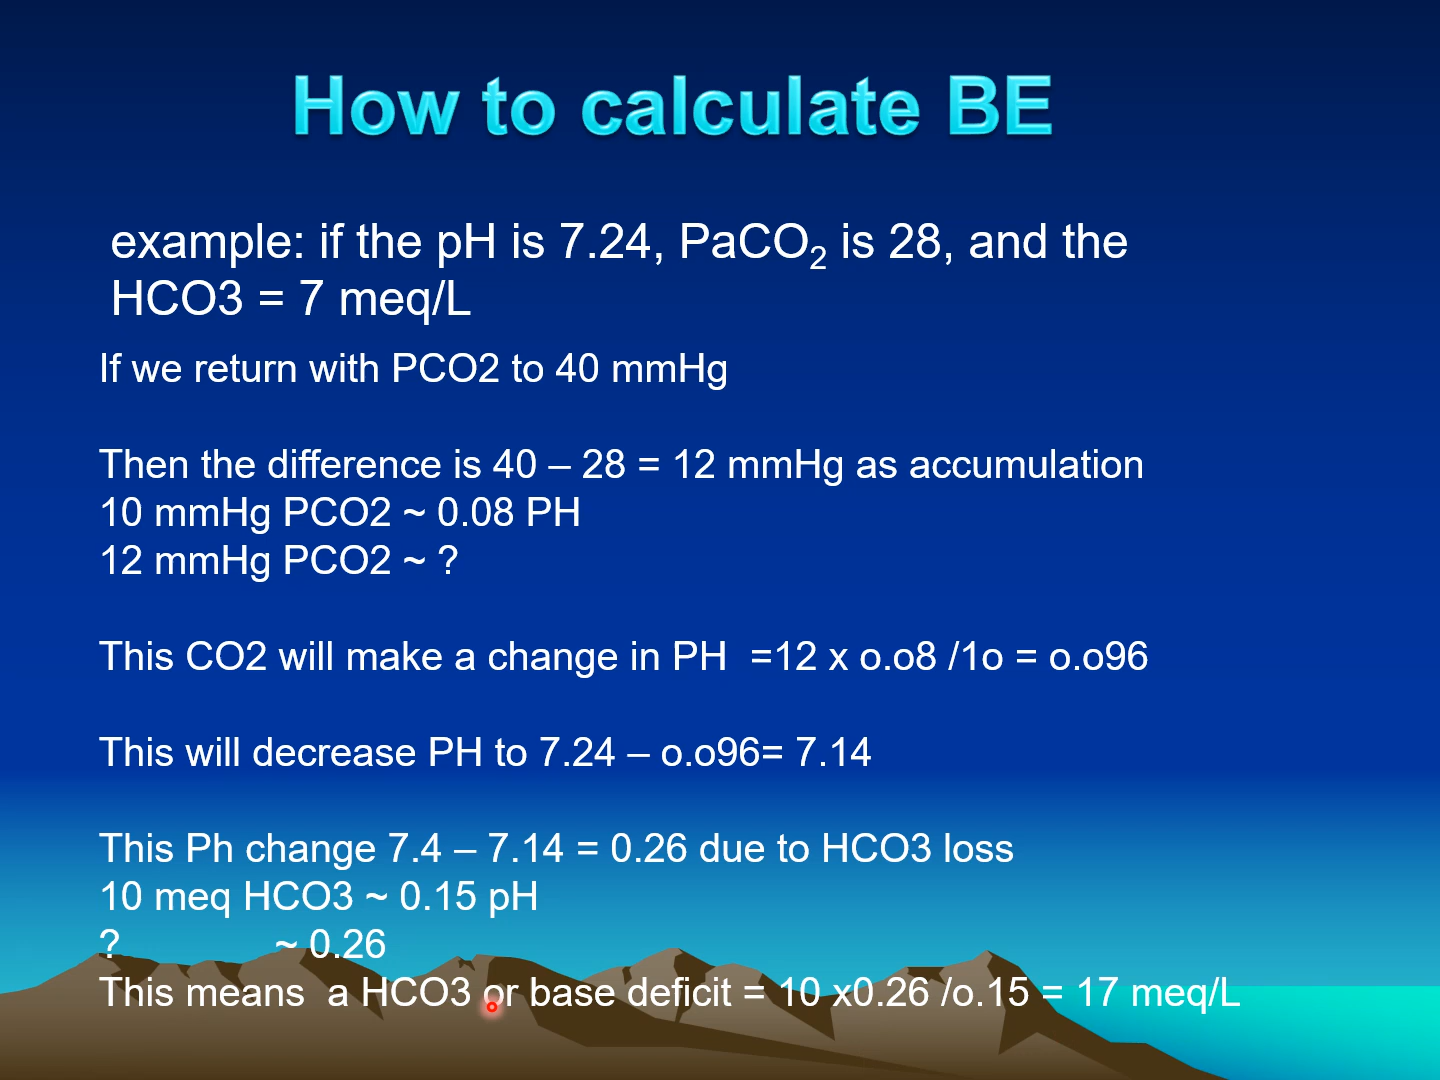 How to calculate BE
example: if the pH is 7.24, PaCO₂ is 28, and the
HCO3 = 7 meq/L
If we return with PCO2 to 40 mmHg
Then the difference is 40 – 28 = 12 mmHg as accumulation
10 mmHg PCO2 ~ 0.08 PH
12 mmHg PCO2 ~ ?
This CO2 will make a change in PH =12 x o.o8 /1o = o.o96
This will decrease PH to 7.24 – o.o96= 7.14
This Ph change 7.4 – 7.14 = 0.26 due to HCO3 loss
10 meq HCO3 ~ 0.15 pH
? ~ 0.26
This means a HCO3 or base deficit = 10 x0.26 /o.15 = 17 meq/L